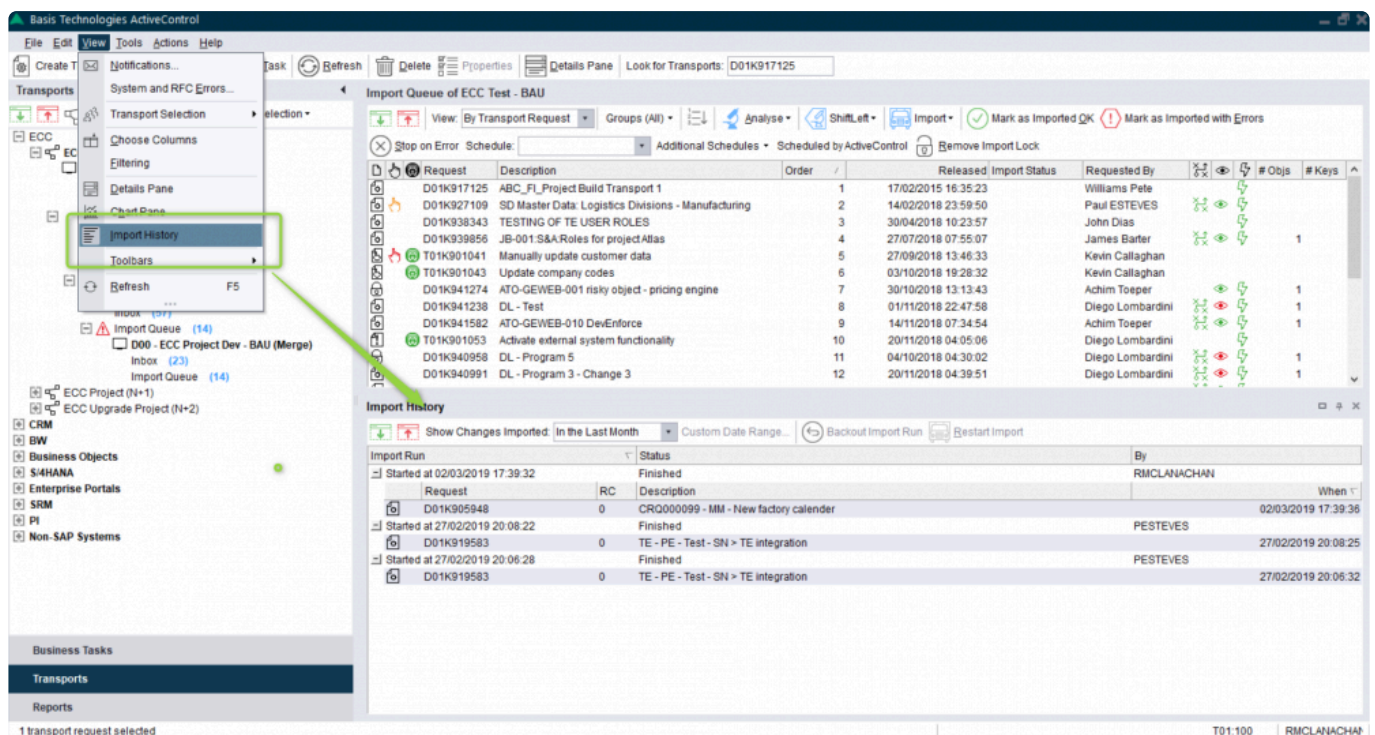 Basis Technologies ActiveControl
File Edit View Tools Actions Help
Create T Task Refresh Delete Properties Details Pane Look for Transports: D01K917125
Notifications...
System and RFC Errors...
Transport Selection
Choose Columns
Filtering
Details Pane
Chart Pane
Import History
Toolbars
Refresh F5
Transports
election
ECC
EC
Inbox (57)
Import Queue (14)
D00 - ECC Project Dev - BAU (Merge)
Inbox (23)
Import Queue (14)
ECC Project (N+1)
ECC Upgrade Project (N+2)
CRM
BW
Business Objects
S/4HANA
Enterprise Portals
SRM
PI
Non-SAP Systems
Business Tasks
Transports
Reports
Import Queue of ECC Test - BAU
View: By Transport Request Groups (All) Analyse ShiftLeft Import Mark as Imported OK Mark as Imported with Errors
Stop on Error Schedule: Additional Schedules Scheduled by ActiveControl Remove Import Lock
Request Description Order Released Import Status Requested By # Objs # Keys
D01K917125 ABC_FI_Project Build Transport 1 1 17/02/2015 16:35:23 Williams Pete
D01K927109 SD Master Data: Logistics Divisions - Manufacturing 2 14/02/2018 23:59:50 Paul ESTEVES
D01K938343 TESTING OF TE USER ROLES 3 30/04/2018 10:23:57 John Dias
D01K939856 JB-001:S&A:Roles for project Atlas 4 27/07/2018 07:55:07 James Barter 1
T01K901041 Manually update customer data 5 27/09/2018 13:46:33 Kevin Callaghan
T01K901043 Update company codes 6 03/10/2018 19:28:32 Kevin Callaghan
D01K941274 ATO-GEWEB-001 risky object - pricing engine 7 30/10/2018 13:13:43 Achim Toeper 1
D01K941238 DL - Test 8 01/11/2018 22:47:58 Diego Lombardini 1
D01K941582 ATO-GEWEB-010 DevEnforce 9 14/11/2018 07:34:54 Achim Toeper 1
T01K901053 Activate external system functionality 10 20/11/2018 04:05:06 Diego Lombardini
D01K940958 DL - Program 5 11 04/10/2018 04:30:02 Diego Lombardini 1
D01K940991 DL - Program 3 - Change 3 12 20/11/2018 04:39:51 Diego Lombardini 1
Import History
Show Changes Imported: In the Last Month Custom Date Range... Backout Import Run Restart Import
Import Run Status By
Started at 02/03/2019 17:39:32 Finished RMCLANACHAN
Request RC Description When
D01K905948 0 CRQ000099 - MM - New factory calender 02/03/2019 17:39:36
Started at 27/02/2019 20:08:22 Finished PESTEVES
D01K919583 0 TE - PE - Test - SN > TE integration 27/02/2019 20:08:25
Started at 27/02/2019 20:06:28 Finished PESTEVES
D01K919583 0 TE - PE - Test - SN > TE integration 27/02/2019 20:06:32
1 transport request selected T01:100 RMCLANACHAN